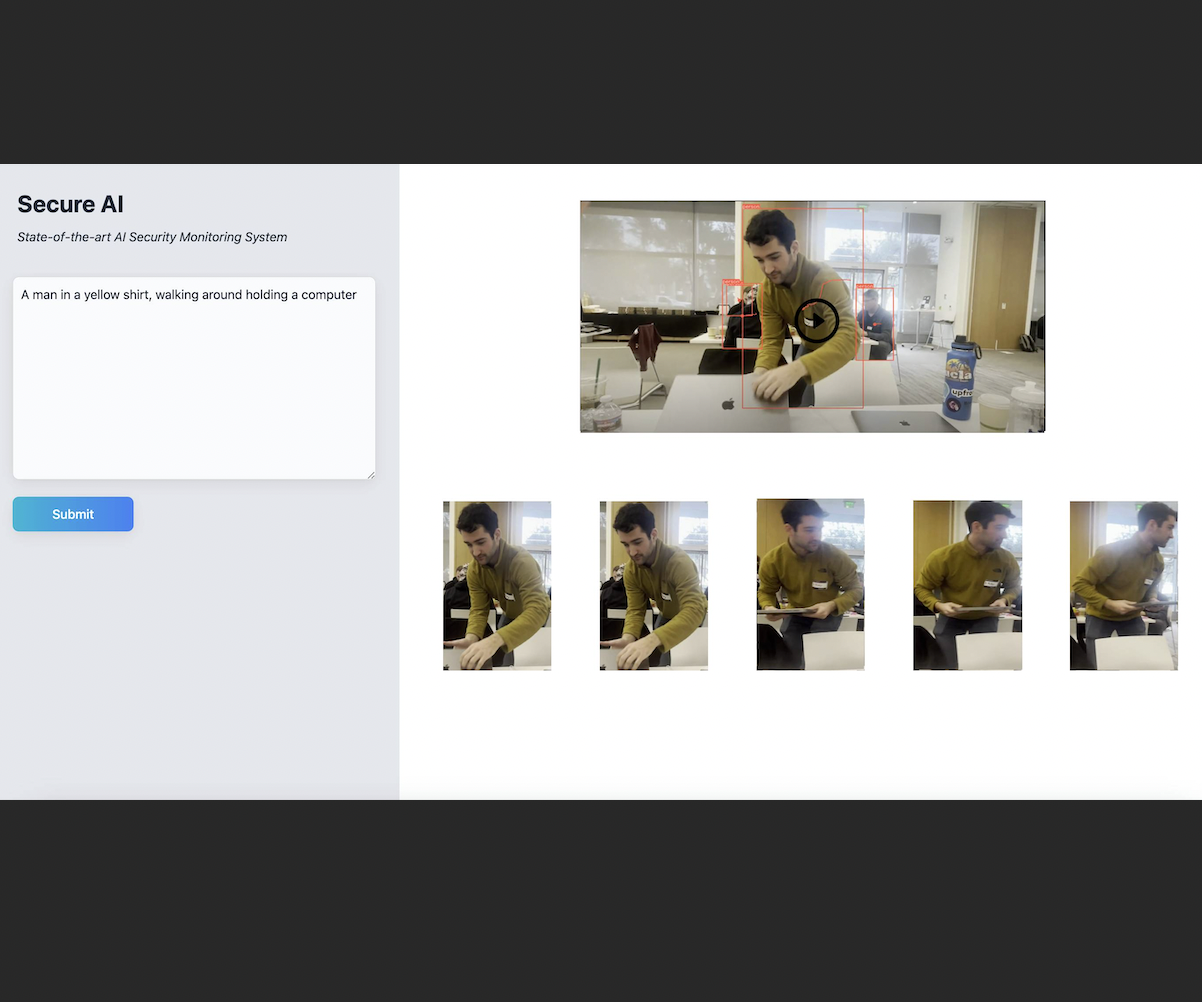 Secure AI
State-of-the-art AI Security Monitoring System
A man in a yellow shirt, walking around holding a computer
Submit
upfr